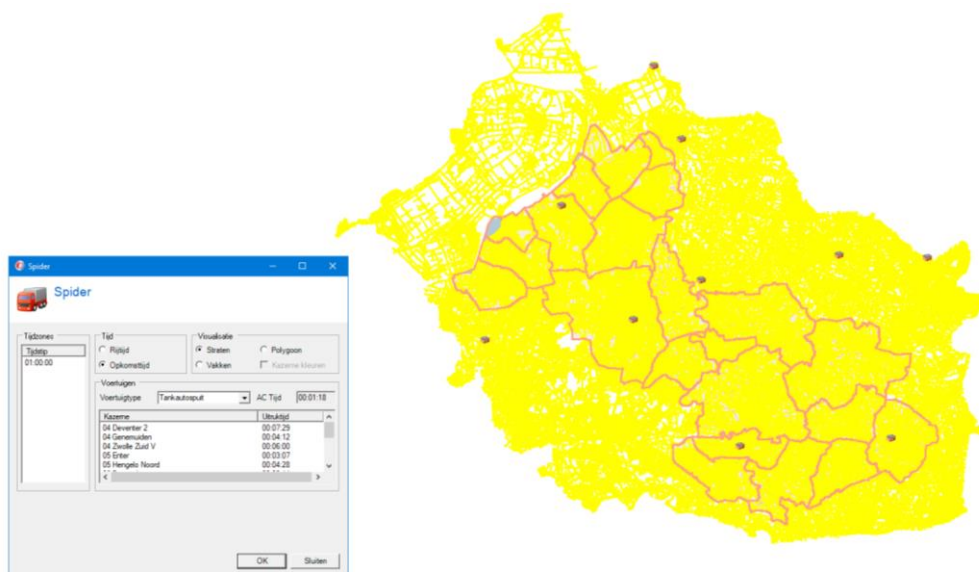 Spider
Spider
Tijdzones
Tijdstip
01:00:00
Tijd
Rijtijd
Opkomsttijd
Visualisatie
Straten
Polygoon
Vakken
Kazerne kleuren
Voertuigen
Voertuigtype Tankautospuit AC Tijd 00:01:18
Kazerne Uitruktijd
04 Deventer 2 00:07:29
04 Genemuiden 00:04:12
04 Zwolle Zuid V 00:06:00
05 Enter 00:03:07
05 Hengelo Noord 00:04:28
OK Sluiten